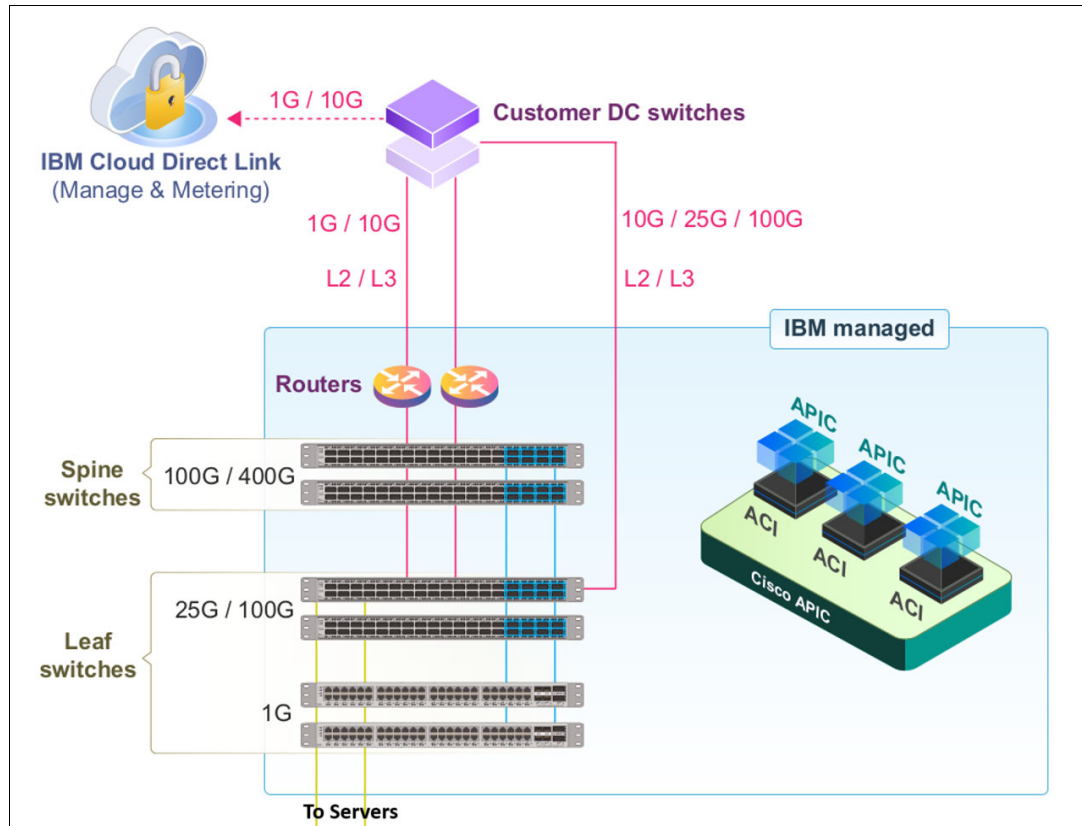 1G / 10G
Customer DC switches
IBM Cloud Direct Link
(Manage & Metering)
1G / 10G
10G / 25G / 100G
L2 / L3
L2 / L3
IBM managed
Routers
APIC
APIC
APIC
Spine
switches
100G / 400G
ACI
ACI
ACI
Cisco APIC
Leaf
switches
25G / 100G
1G
To Servers